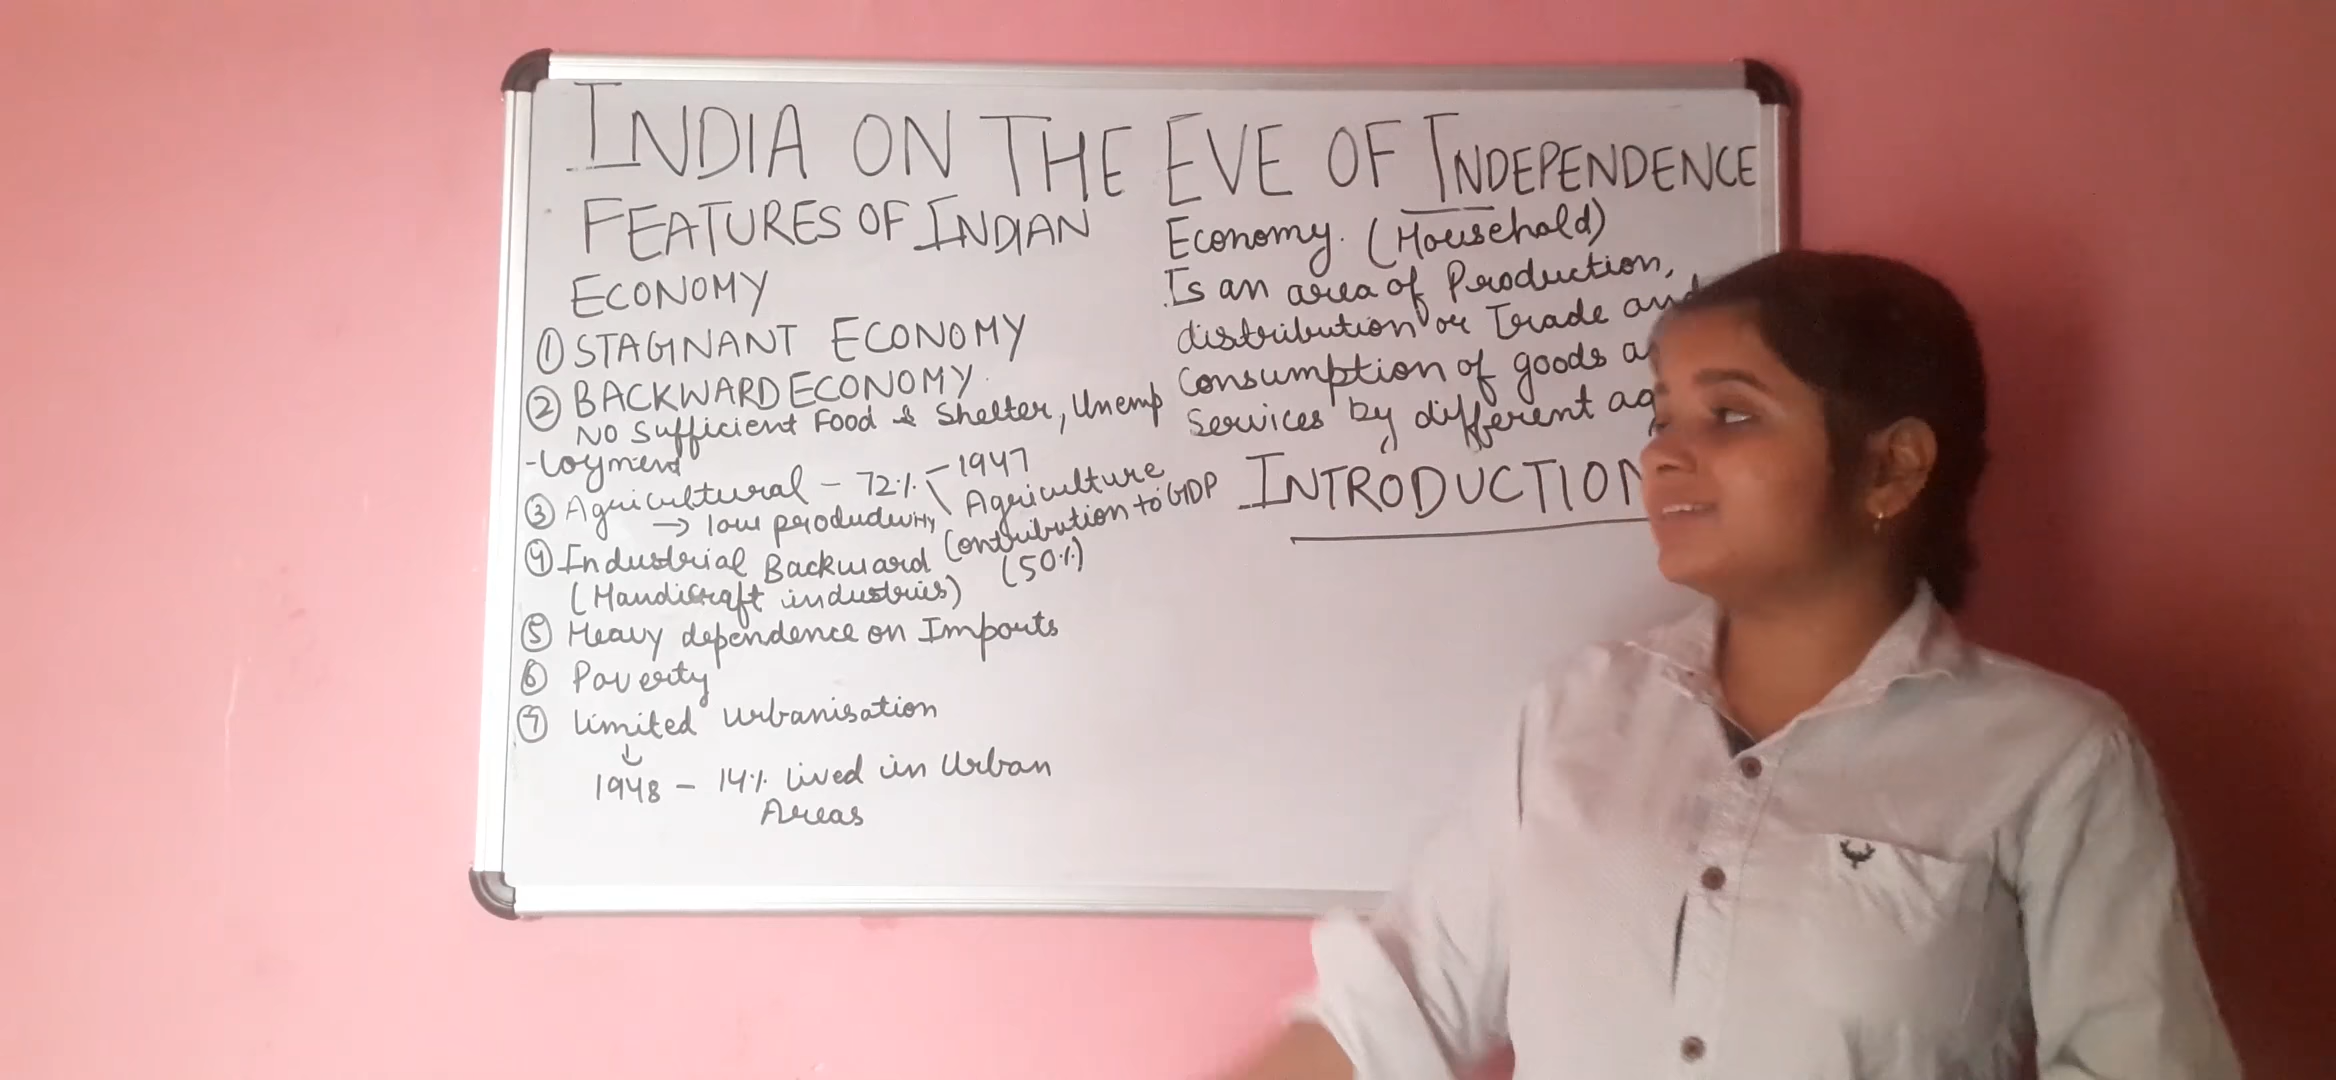 INDIA ON THE EVE OF INDEPENDENCE
FEATURES OF INDIAN
ECONOMY
① STAGNANT ECONOMY
② BACKWARD ECONOMY.
No Sufficient Food & Shelter, Unemp
-loyment
③ Agricultural – 72% – 1947
→ low productivity \ Agriculture
Contribution to GDP
(50%)
④ Industrial Backward
(Handicraft industries)
⑤ Heavy dependence on Imports
⑥ Poverty
⑦ limited urbanisation
↓
1948 – 14% lived in Urban
Areas
Economy. (Household)
Is an area of Production,
distribution or Trade and
Consumption of goods a
Services by different ag
INTRODUCTION